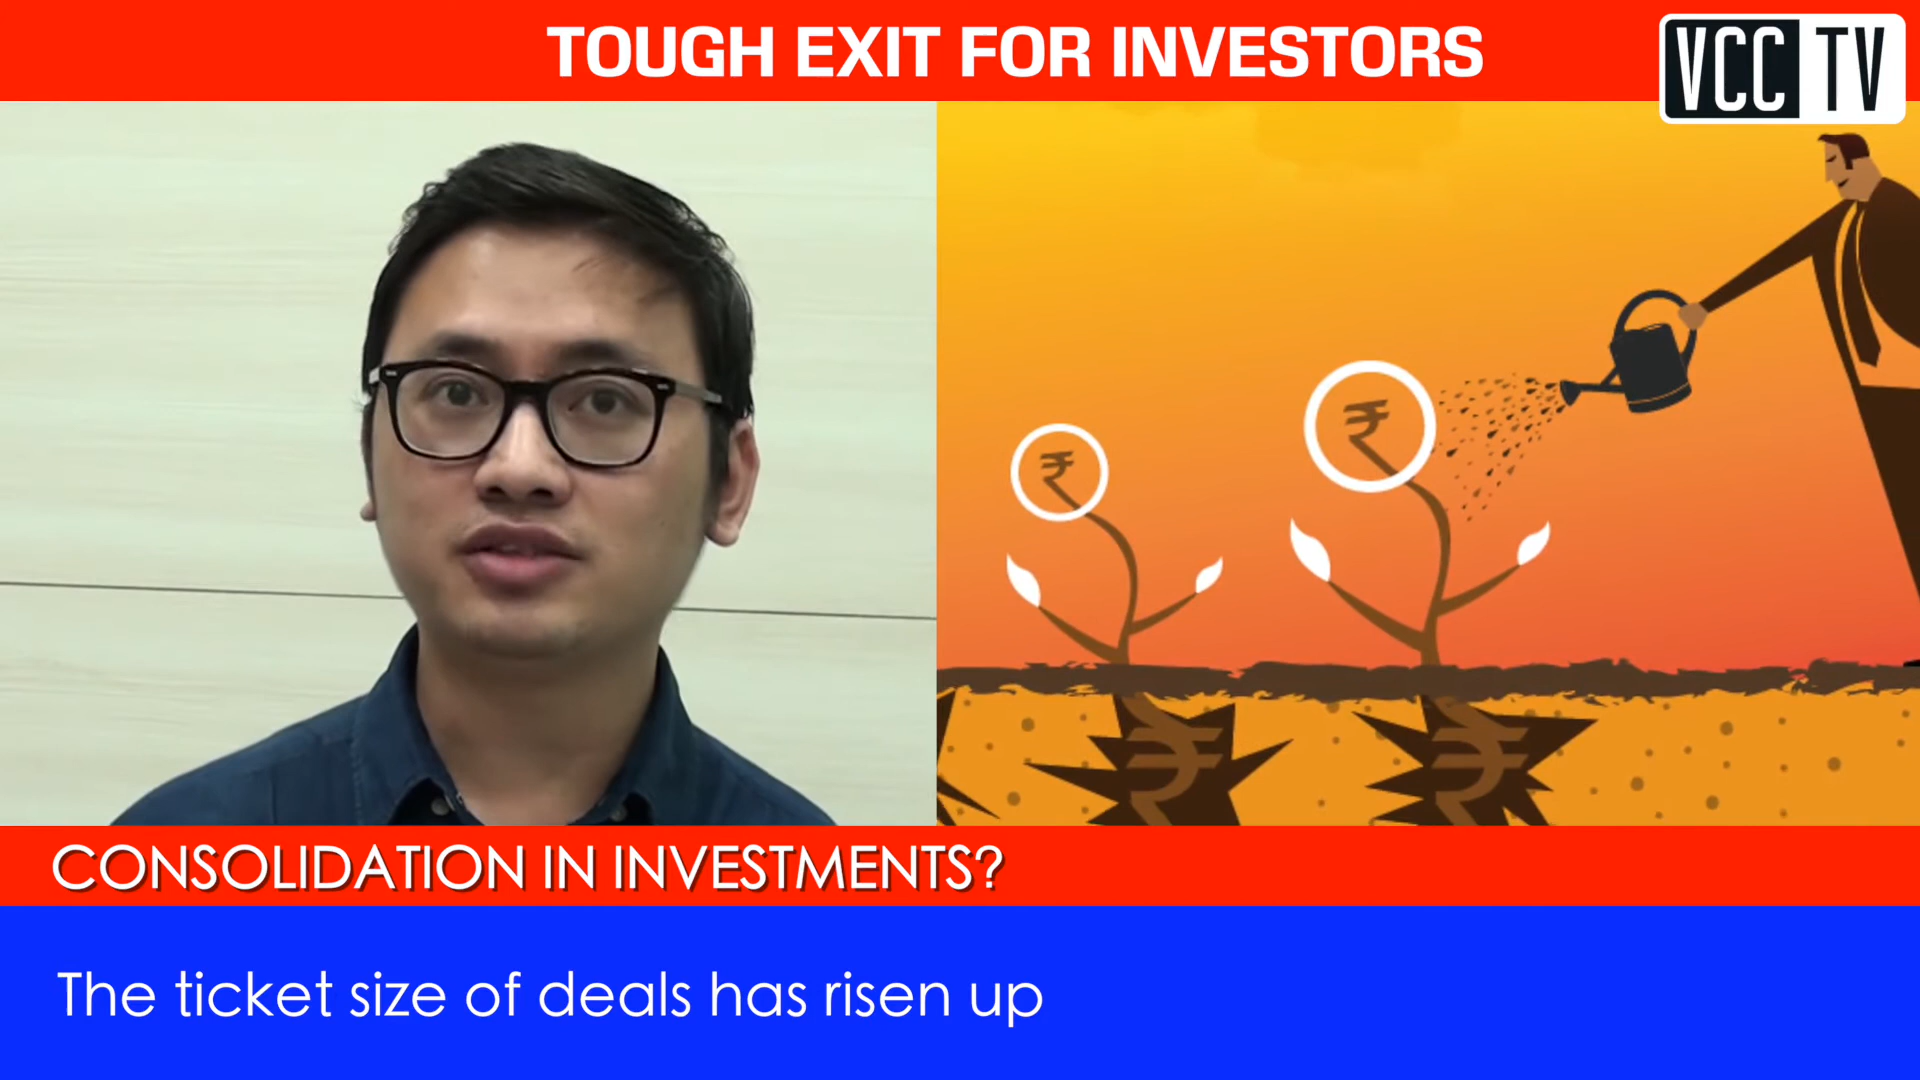 TOUGH EXIT FOR INVESTORS
VCC TV
₹
₹
₹
₹
CONSOLIDATION IN INVESTMENTS?
The ticket size of deals has risen up